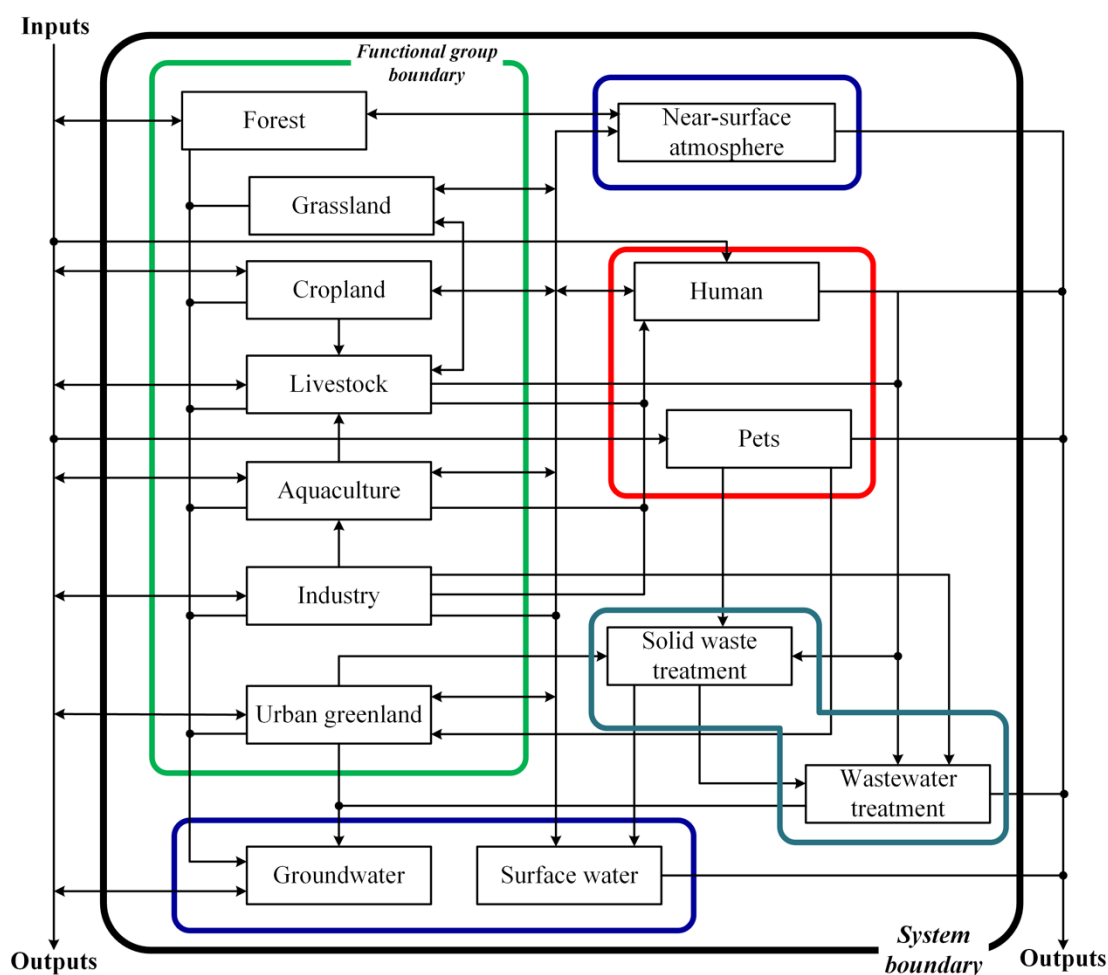 Inputs
Functional group
boundary
Forest
Near-surface
atmosphere
Grassland
Cropland
Human
Livestock
Pets
Aquaculture
Industry
Solid waste
treatment
Urban greenland
Wastewater
treatment
Groundwater
Surface water
System
boundary
Outputs
Outputs